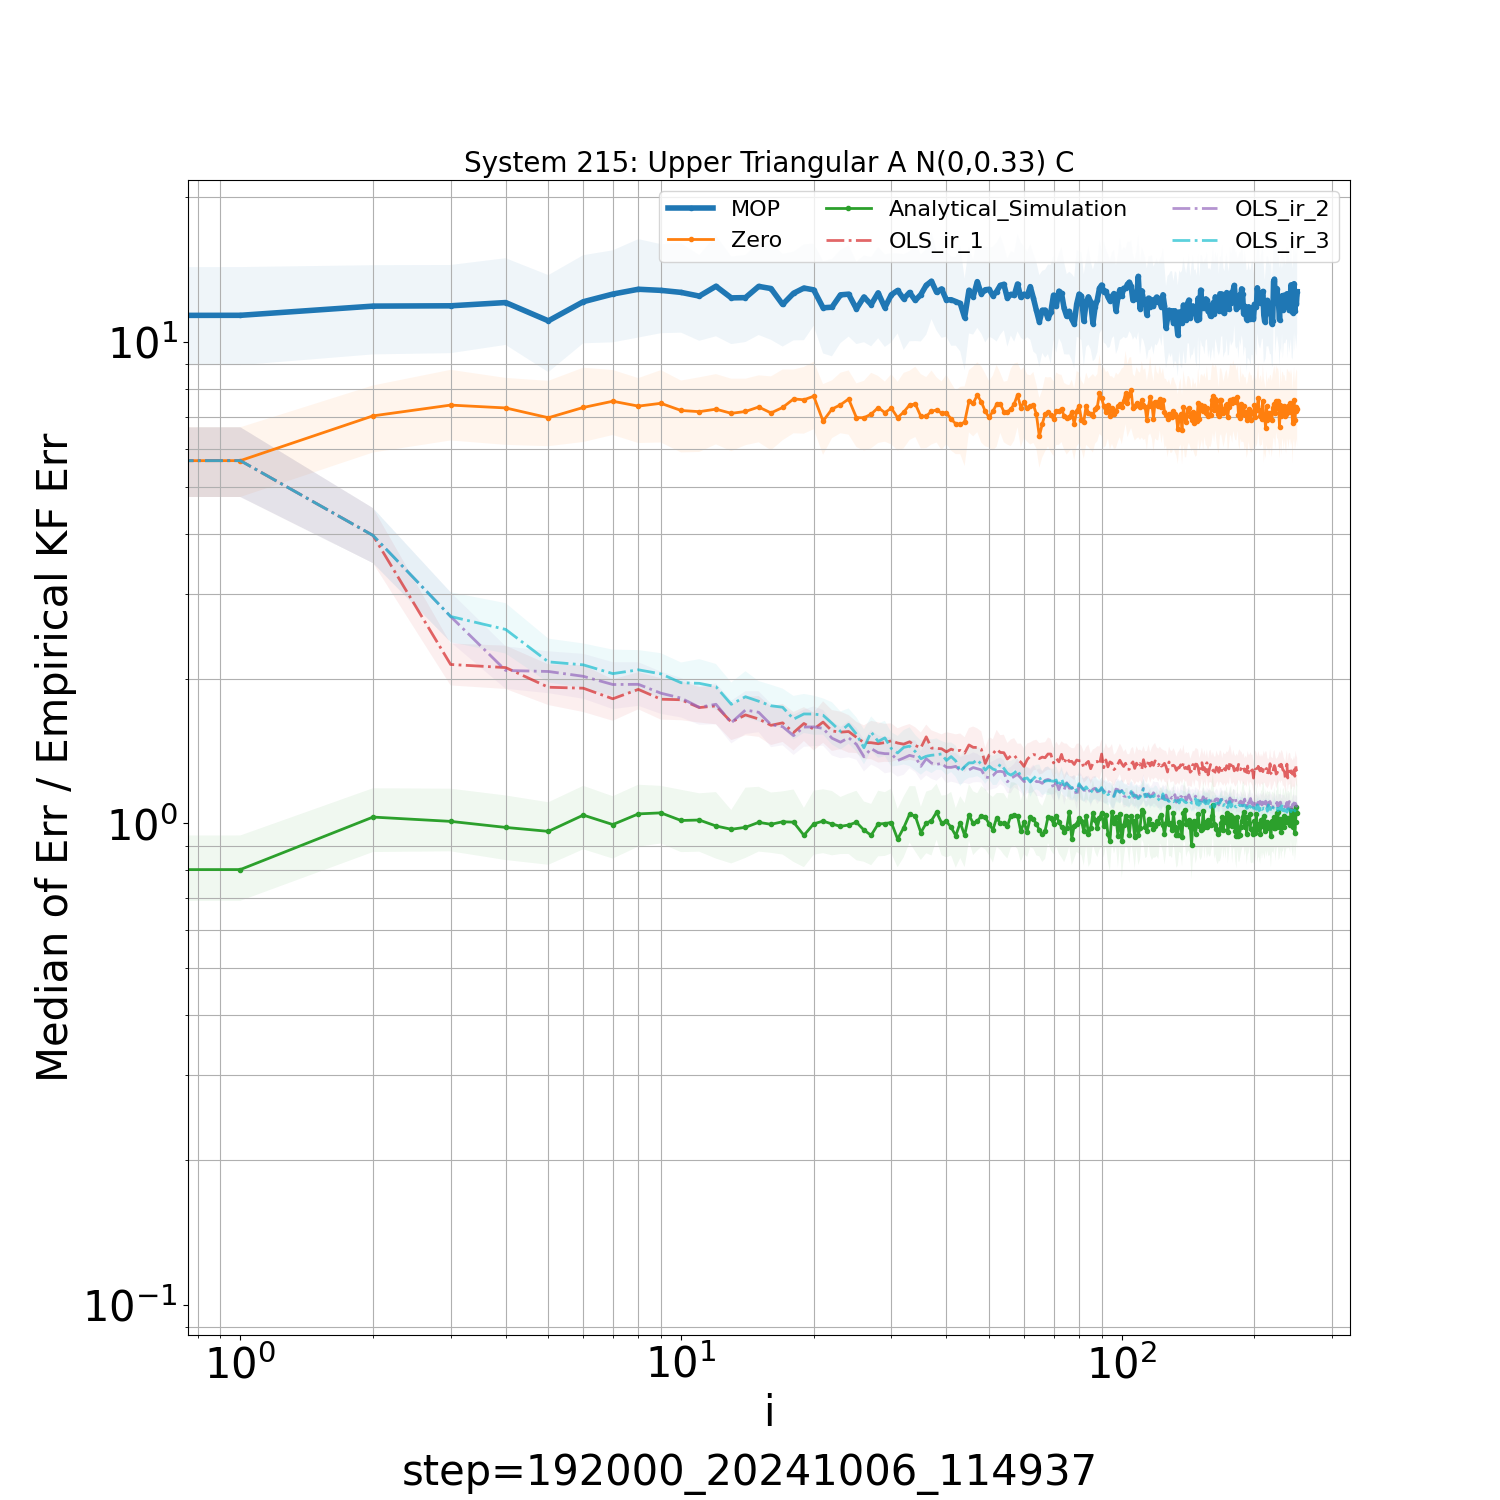 System 215: Upper Triangular A N(0,0.33) C
MOP
Zero
Analytical_Simulation
OLS_ir_1
OLS_ir_2
OLS_ir_3
Median of Err / Empirical KF Err
10¹
10⁰
10⁻¹
10⁰ 10¹ 10²
i
step=192000_20241006_114937